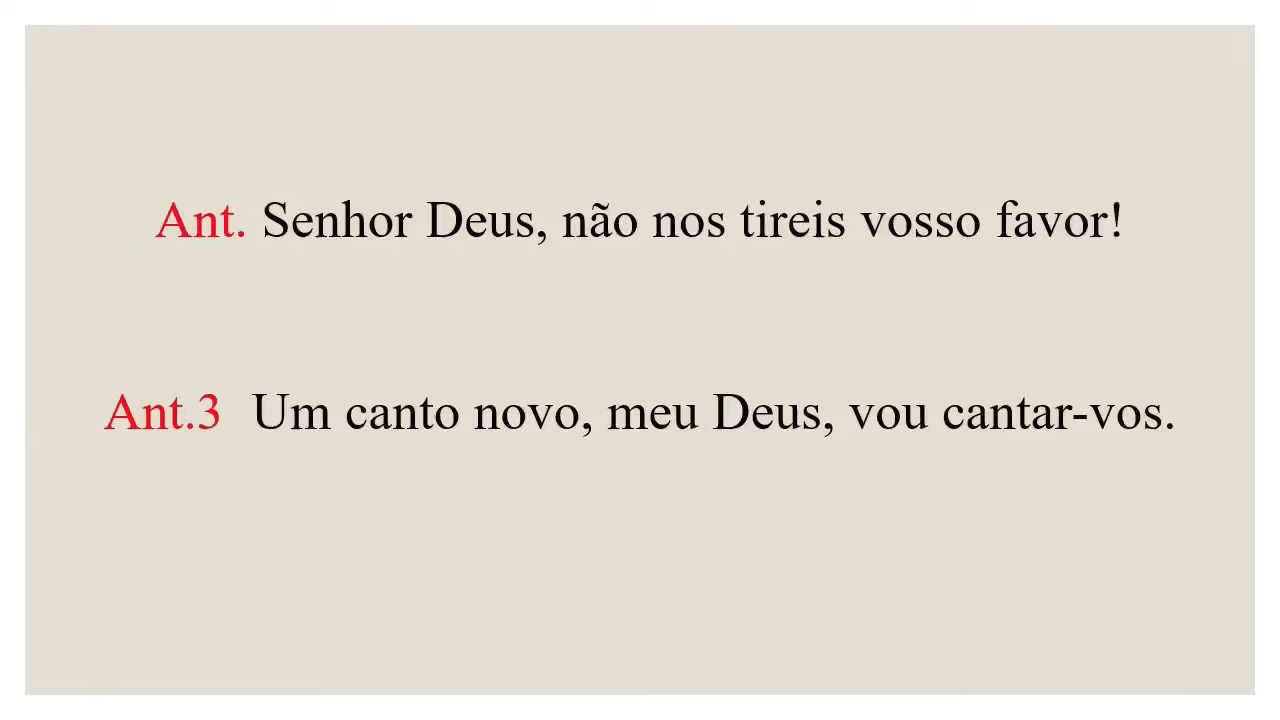 Ant. Senhor Deus, não nos tireis vosso favor!
Ant.3 Um canto novo, meu Deus, vou cantar-vos.